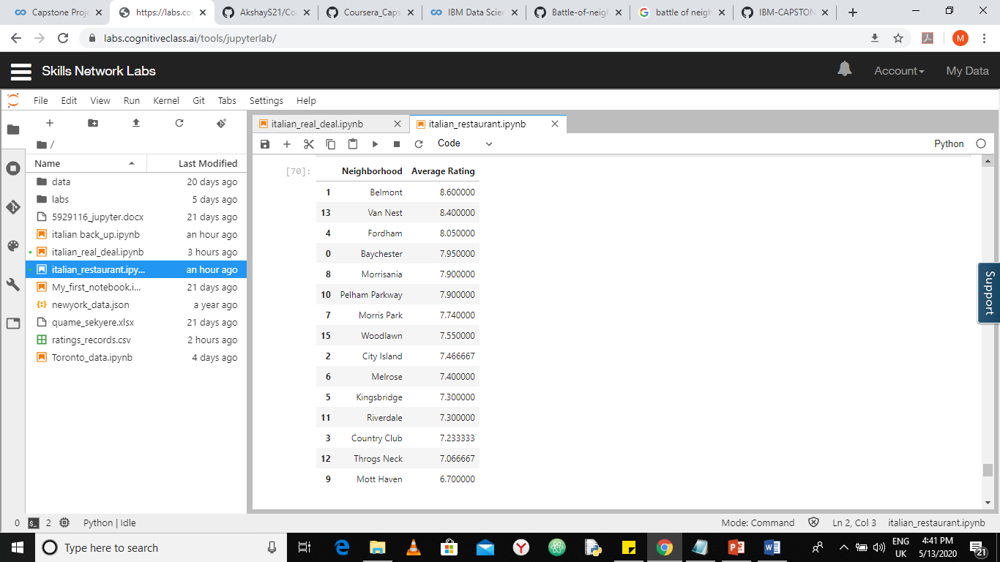 Capstone Proje
https://labs.co
AkshayS21/Cou
Coursera_Caps
IBM Data Scien
Battle-of-neigh
battle of neigh
IBM-CAPSTON
labs.cognitiveclass.ai/tools/jupyterlab/
M
Skills Network Labs
Account
My Data
File Edit View Run Kernel Git Tabs Settings Help
italian_real_deal.ipynb
italian_restaurant.ipynb
/
Code
Python
Name Last Modified
data 20 days ago
labs 5 days ago
5929116_jupyter.docx 21 days ago
italian back_up.ipynb an hour ago
italian_real_deal.ipynb 3 hours ago
italian_restaurant.ipy... an hour ago
My_first_notebook.i... 21 days ago
newyork_data.json a year ago
quame_sekyere.xlsx 21 days ago
ratings_records.csv 2 hours ago
Toronto_data.ipynb 4 days ago
[70]:
Neighborhood Average Rating
1 Belmont 8.600000
13 Van Nest 8.400000
4 Fordham 8.050000
0 Baychester 7.950000
8 Morrisania 7.900000
10 Pelham Parkway 7.900000
7 Morris Park 7.740000
15 Woodlawn 7.550000
2 City Island 7.466667
6 Melrose 7.400000
5 Kingsbridge 7.300000
11 Riverdale 7.300000
3 Country Club 7.233333
12 Throgs Neck 7.066667
9 Mott Haven 6.700000
Support
0 2 Python | Idle
Mode: Command Ln 2, Col 3 italian_restaurant.ipynb
Type here to search
ENG
UK
4:41 PM
5/13/2020
21